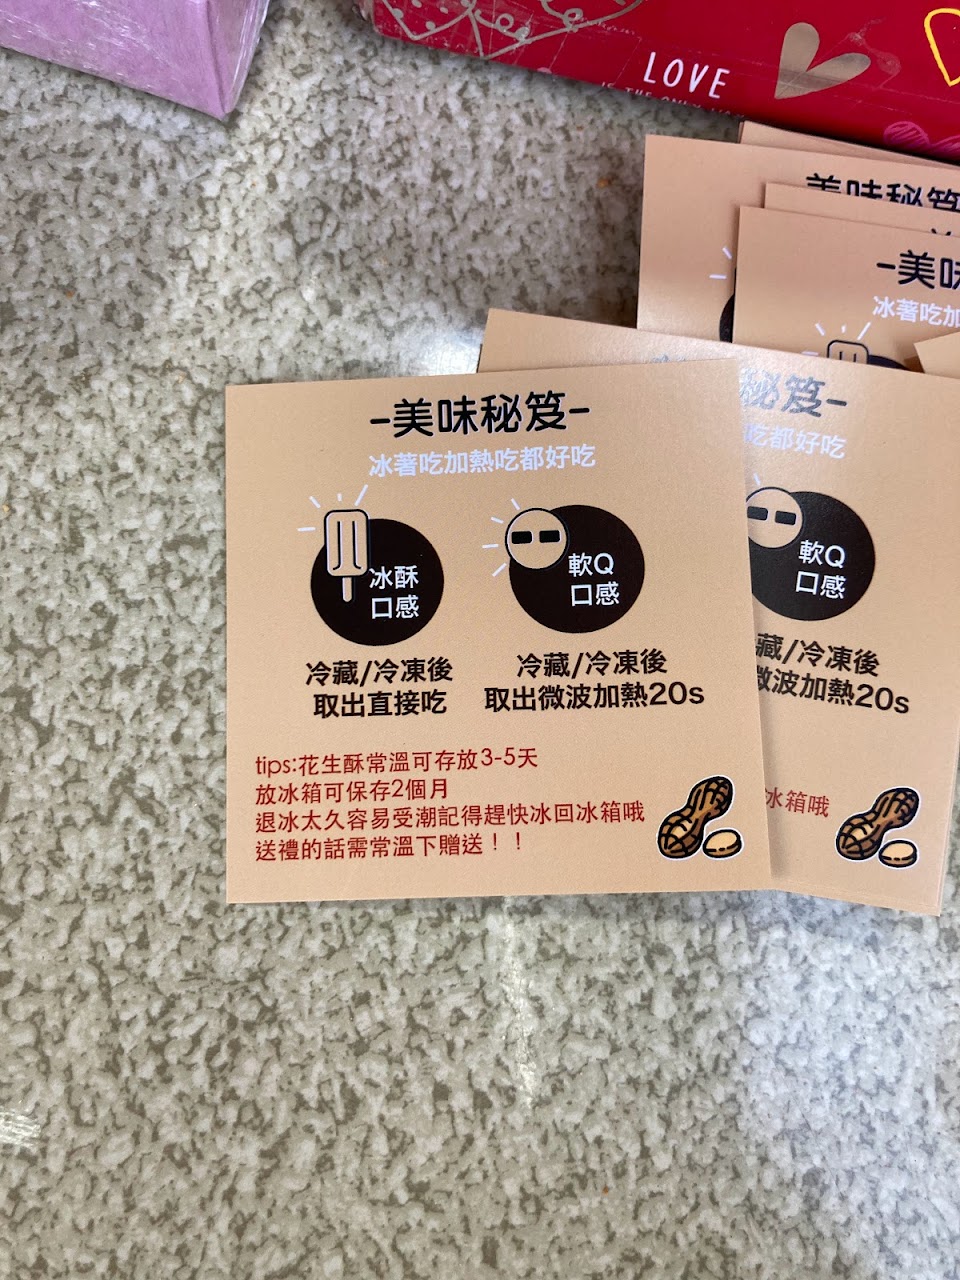 LOVE
美味秘笈
-美味
冰著吃加
秘笈-
吃都好吃
軟Q
口感
藏/冷凍後
微波加熱20s
冰箱哦
-美味秘笈-
冰著吃加熱吃都好吃
冰酥
口感
軟Q
口感
冷藏/冷凍後
取出直接吃
冷藏/冷凍後
取出微波加熱20s
tips:花生酥常溫可存放3-5天
放冰箱可保存2個月
退冰太久容易受潮記得趕快冰回冰箱哦
送禮的話需常溫下贈送！！